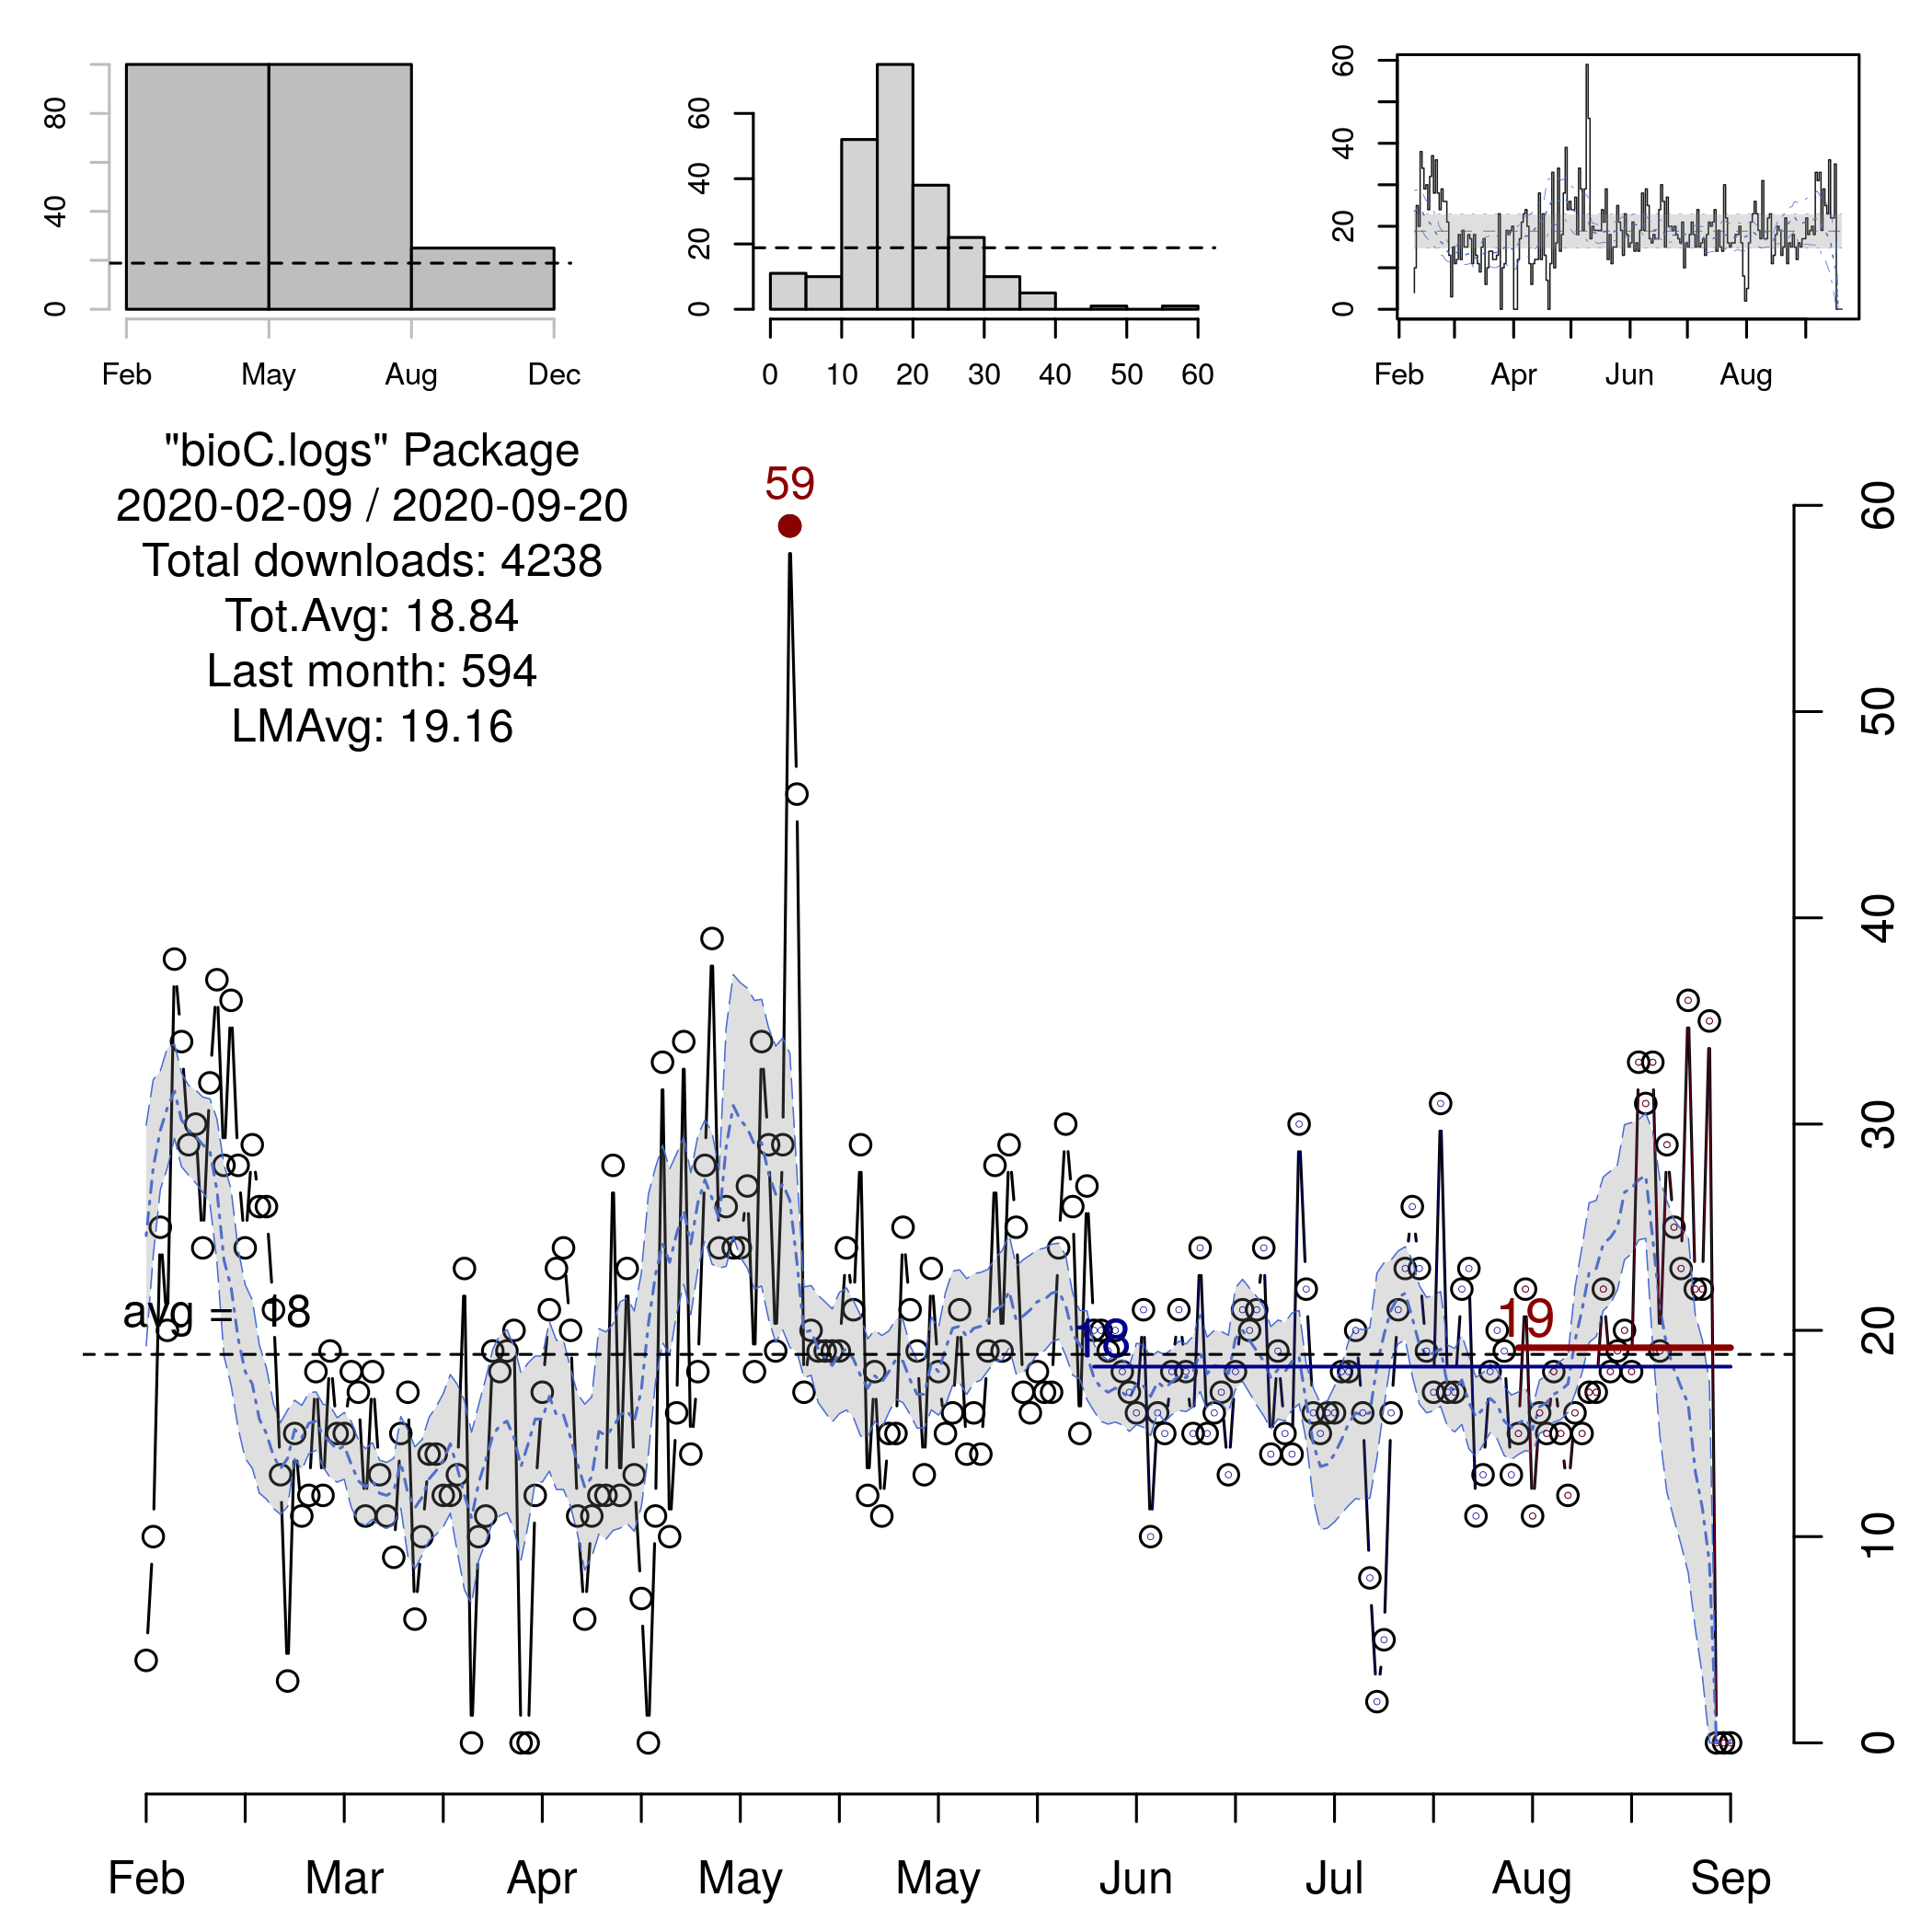 80
40
0
Feb May Aug Dec
60
40
20
0
0 10 20 30 40 50 60
60
40
20
0
Feb Apr Jun Aug
"bioC.logs" Package
2020-02-09 / 2020-09-20
Total downloads: 4238
Tot.Avg: 18.84
Last month: 594
LMAvg: 19.16
59
avg = 18
18
19
60
50
40
30
20
10
0
Feb Mar Apr May May Jun Jul Aug Sep